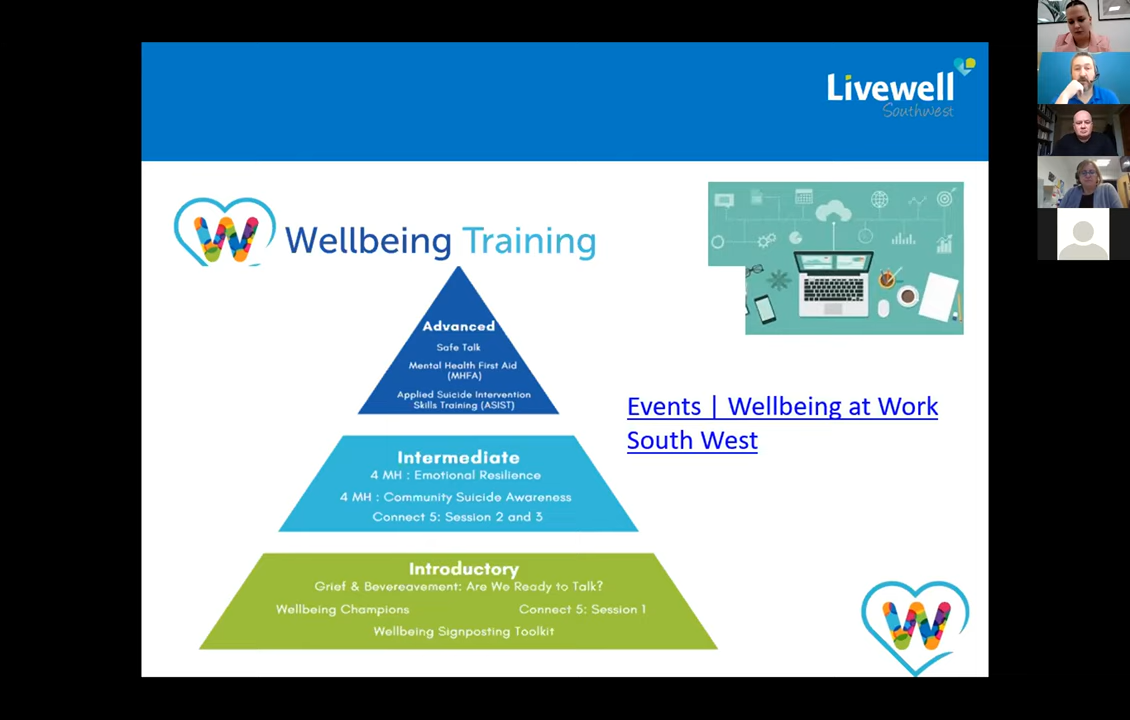 Livewell
Southwest
Wellbeing Training
Advanced
Safe Talk
Mental Health First Aid
(MHFA)
Applied Suicide Intervention
Skills Training (ASIST)
Events | Wellbeing at Work
South West
Intermediate
4 MH : Emotional Resilience
4 MH : Community Suicide Awareness
Connect 5: Session 2 and 3
Introductory
Grief & Bevereavement: Are We Ready to Talk?
Wellbeing Champions
Connect 5: Session 1
Wellbeing Signposting Toolkit